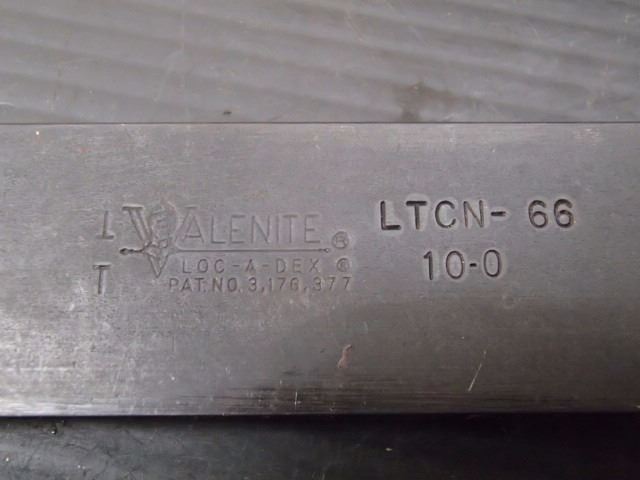 L VALENITE ®
LTCN- 66
T LOC-A-DEX ®
10-0
PAT.NO.3,176,377